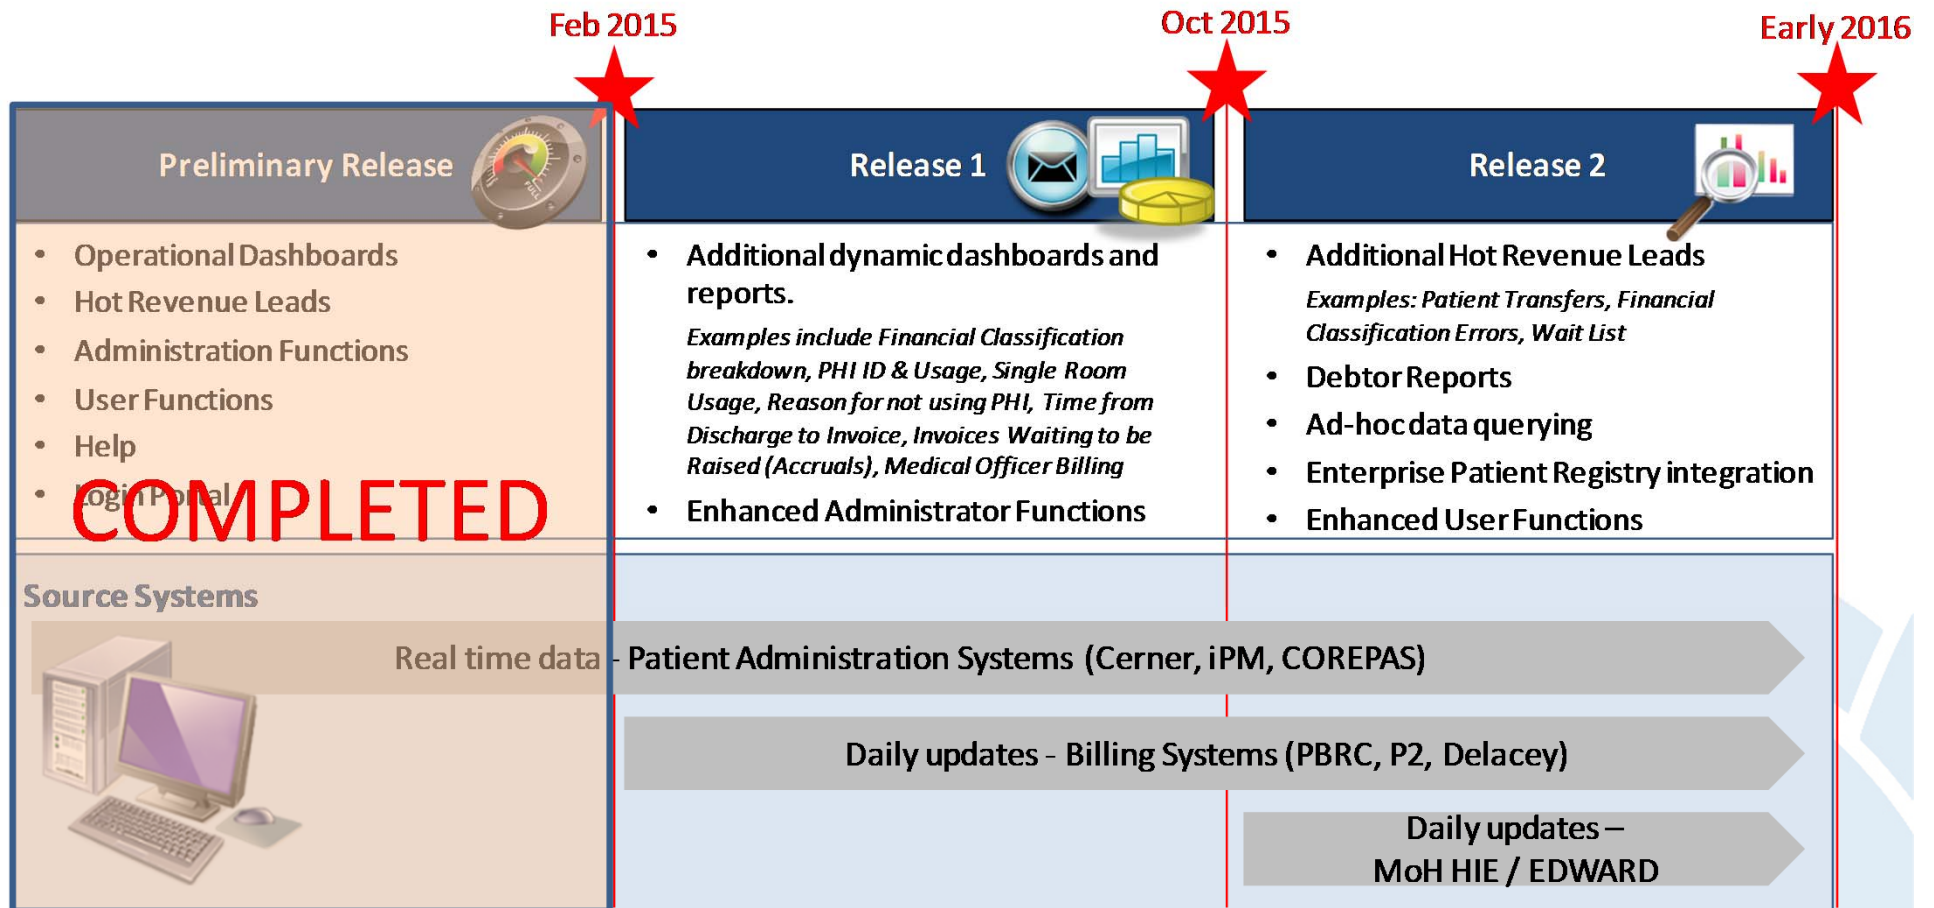 Feb 2015
Oct 2015
Early 2016
Preliminary Release
FULL
Release 1
Release 2
• Operational Dashboards
• Hot Revenue Leads
• Administration Functions
• User Functions
• Help
• Login Portal
COMPLETED
• Additional dynamic dashboards and
reports.
Examples include Financial Classification
breakdown, PHI ID & Usage, Single Room
Usage, Reason for not using PHI, Time from
Discharge to Invoice, Invoices Waiting to be
Raised (Accruals), Medical Officer Billing
• Enhanced Administrator Functions
• Additional Hot Revenue Leads
Examples: Patient Transfers, Financial
Classification Errors, Wait List
• Debtor Reports
• Ad-hoc data querying
• Enterprise Patient Registry integration
• Enhanced User Functions
Source Systems
Real time data - Patient Administration Systems (Cerner, iPM, COREPAS)
Daily updates - Billing Systems (PBRC, P2, Delacey)
Daily updates –
MoH HIE / EDWARD